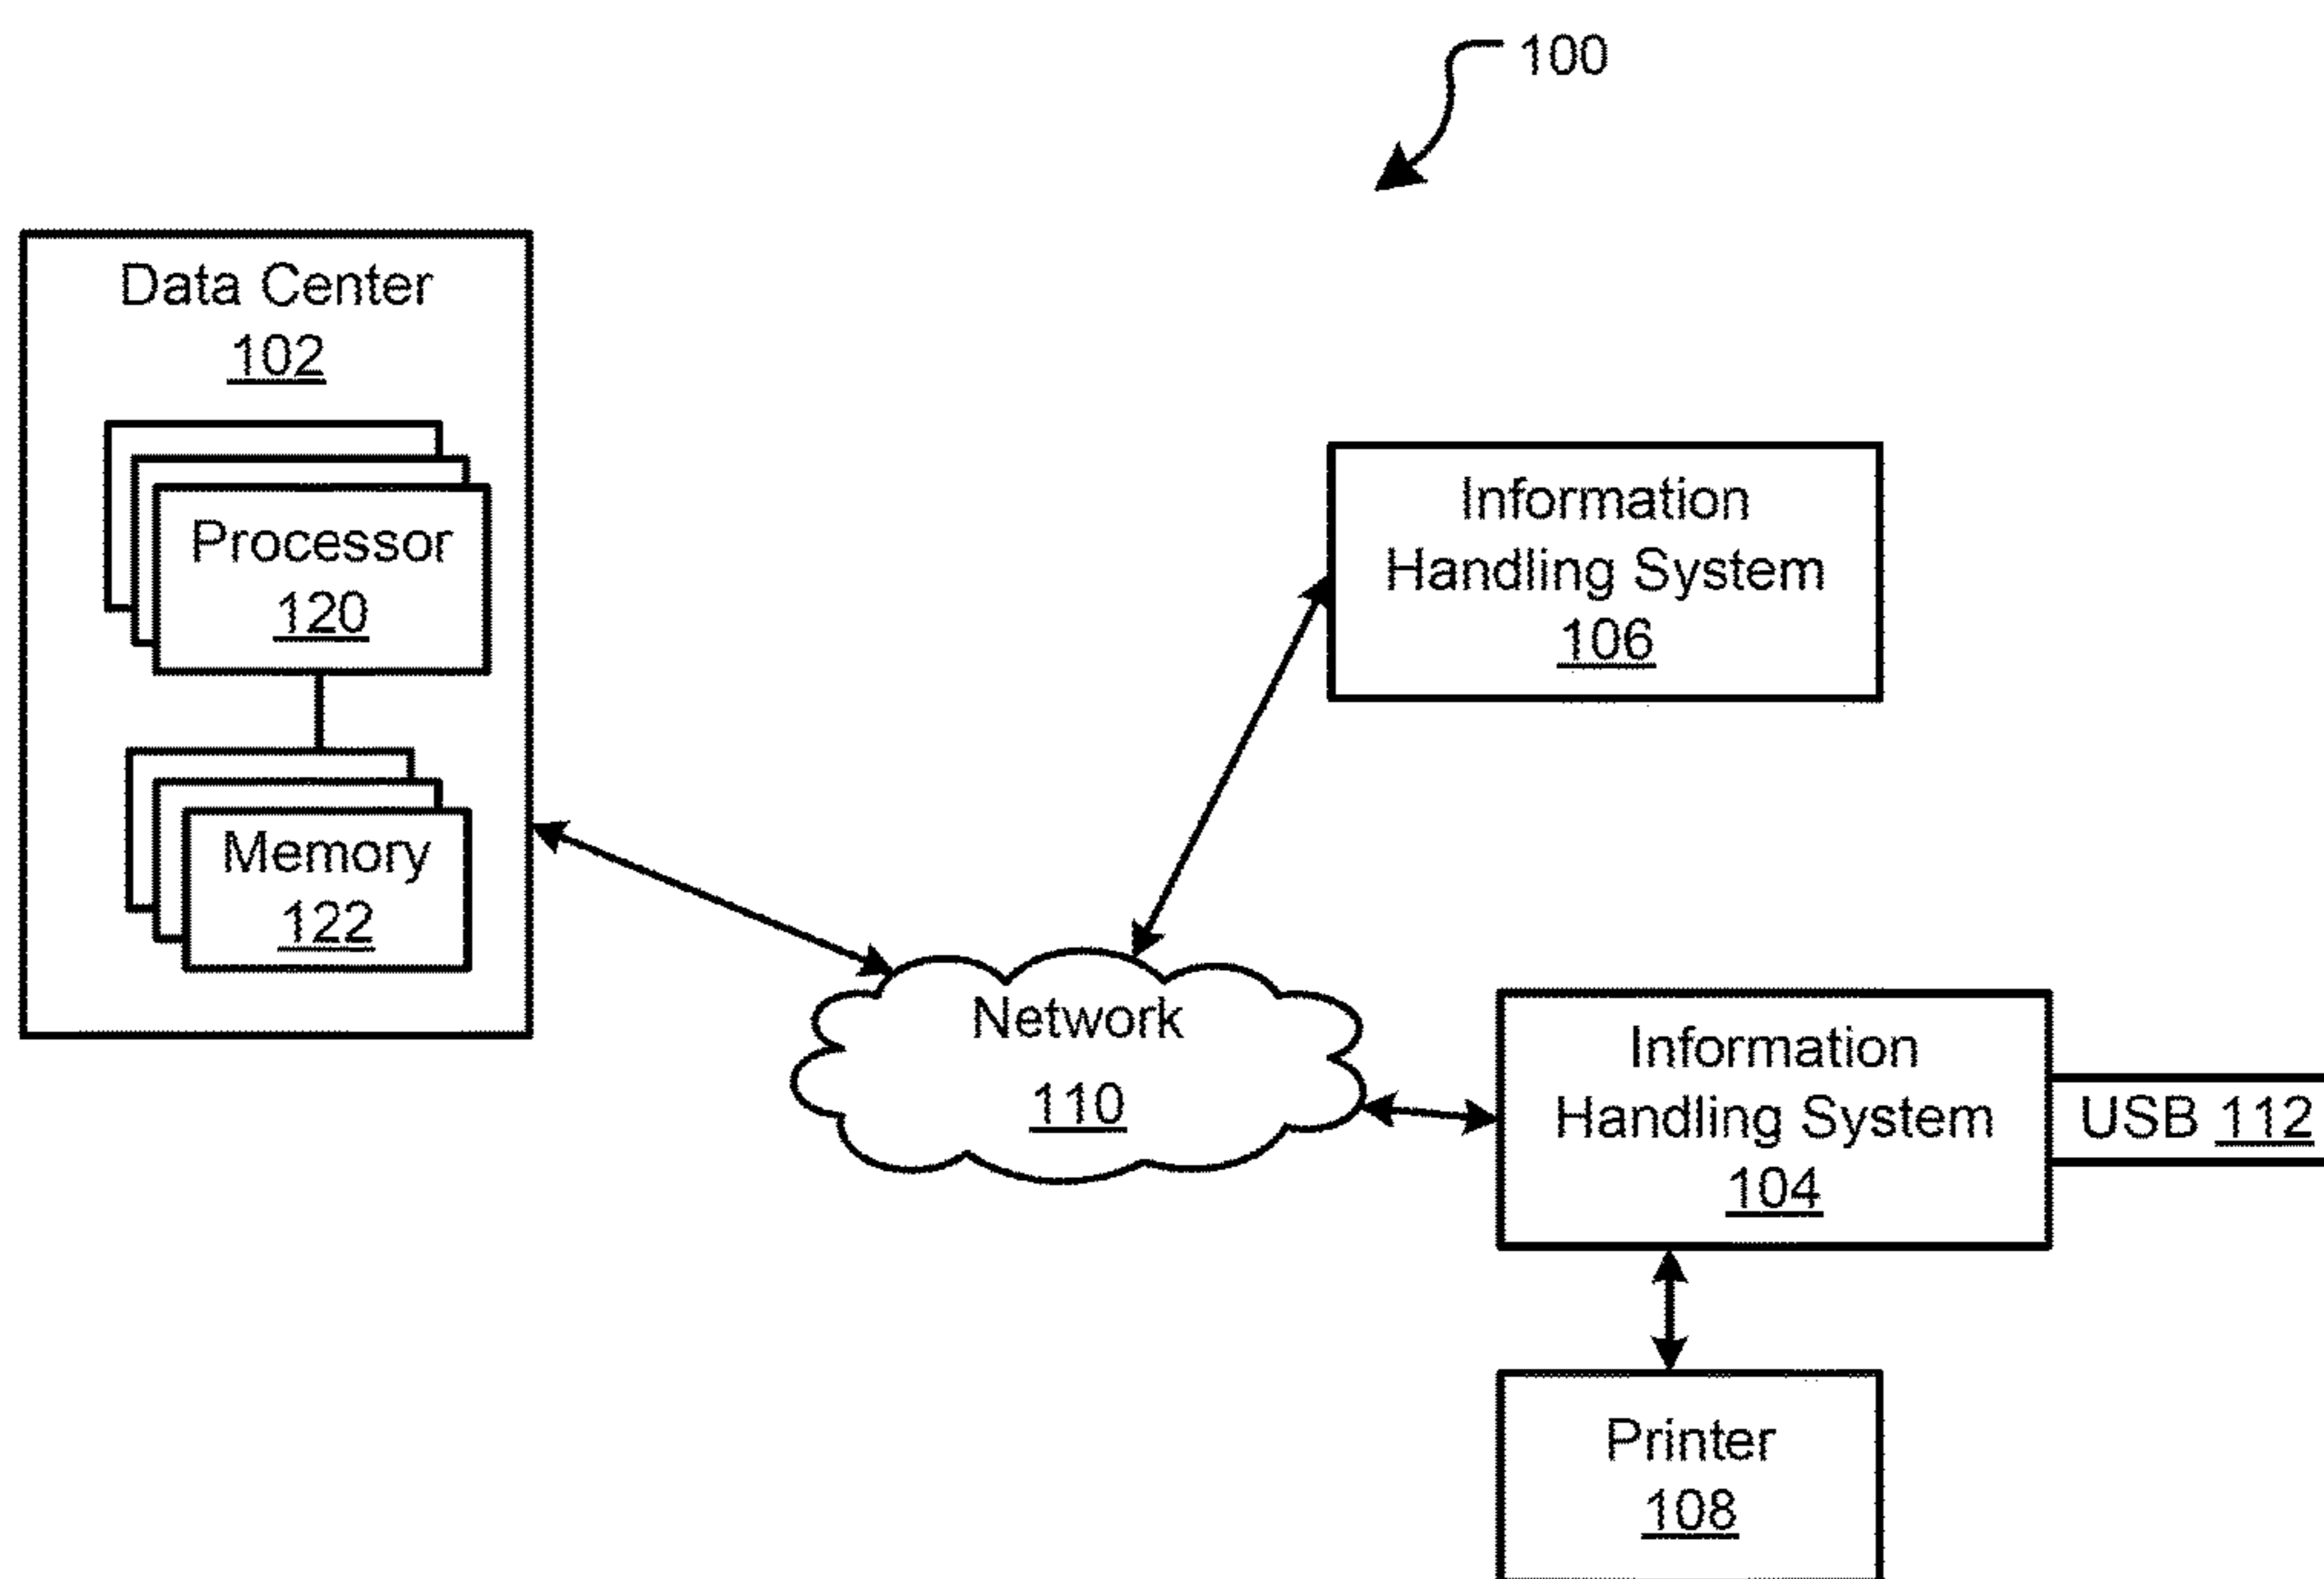 100
Data Center
102
Processor
120
Memory
122
Information
Handling System
106
Network
110
Information
Handling System
104
USB 112
Printer
108